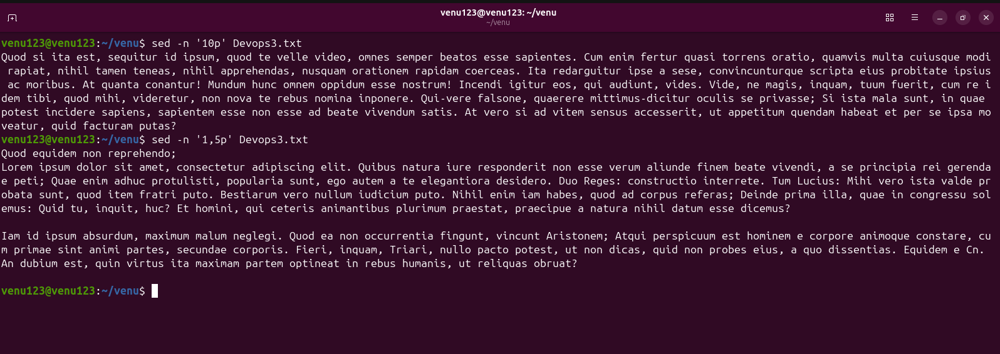 venu123@venu123: ~/venu
~/venu
venu123@venu123:~/venu$ sed -n '10p' Devops3.txt
Quod si ita est, sequitur id ipsum, quod te velle video, omnes semper beatos esse sapientes. Cum enim fertur quasi torrens oratio, quamvis multa cuiusque modi
 rapiat, nihil tamen teneas, nihil apprehendas, nusquam orationem rapidam coerceas. Ita redarguitur ipse a sese, convincunturque scripta eius probitate ipsius
 ac moribus. At quanta conantur! Mundum hunc omnem oppidum esse nostrum! Incendi igitur eos, qui audiunt, vides. Vide, ne magis, inquam, tuum fuerit, cum re i
dem tibi, quod mihi, videretur, non nova te rebus nomina inponere. Qui-vere falsone, quaerere mittimus-dicitur oculis se privasse; Si ista mala sunt, in quae 
potest incidere sapiens, sapientem esse non esse ad beate vivendum satis. At vero si ad vitem sensus accesserit, ut appetitum quendam habeat et per se ipsa mo
veatur, quid facturam putas?
venu123@venu123:~/venu$ sed -n '1,5p' Devops3.txt
Quod equidem non reprehendo;
Lorem ipsum dolor sit amet, consectetur adipiscing elit. Quibus natura iure responderit non esse verum aliunde finem beate vivendi, a se principia rei gerenda
e peti; Quae enim adhuc protulisti, popularia sunt, ego autem a te elegantiora desidero. Duo Reges: constructio interrete. Tum Lucius: Mihi vero ista valde pr
obata sunt, quod item fratri puto. Bestiarum vero nullum iudicium puto. Nihil enim iam habes, quod ad corpus referas; Deinde prima illa, quae in congressu sol
emus: Quid tu, inquit, huc? Et homini, qui ceteris animantibus plurimum praestat, praecipue a natura nihil datum esse dicemus?

Iam id ipsum absurdum, maximum malum neglegi. Quod ea non occurrentia fingunt, vincunt Aristonem; Atqui perspicuum est hominem e corpore animoque constare, cu
m primae sint animi partes, secundae corporis. Fieri, inquam, Triari, nullo pacto potest, ut non dicas, quid non probes eius, a quo dissentias. Equidem e Cn.
An dubium est, quin virtus ita maximam partem optineat in rebus humanis, ut reliquas obruat?

venu123@venu123:~/venu$